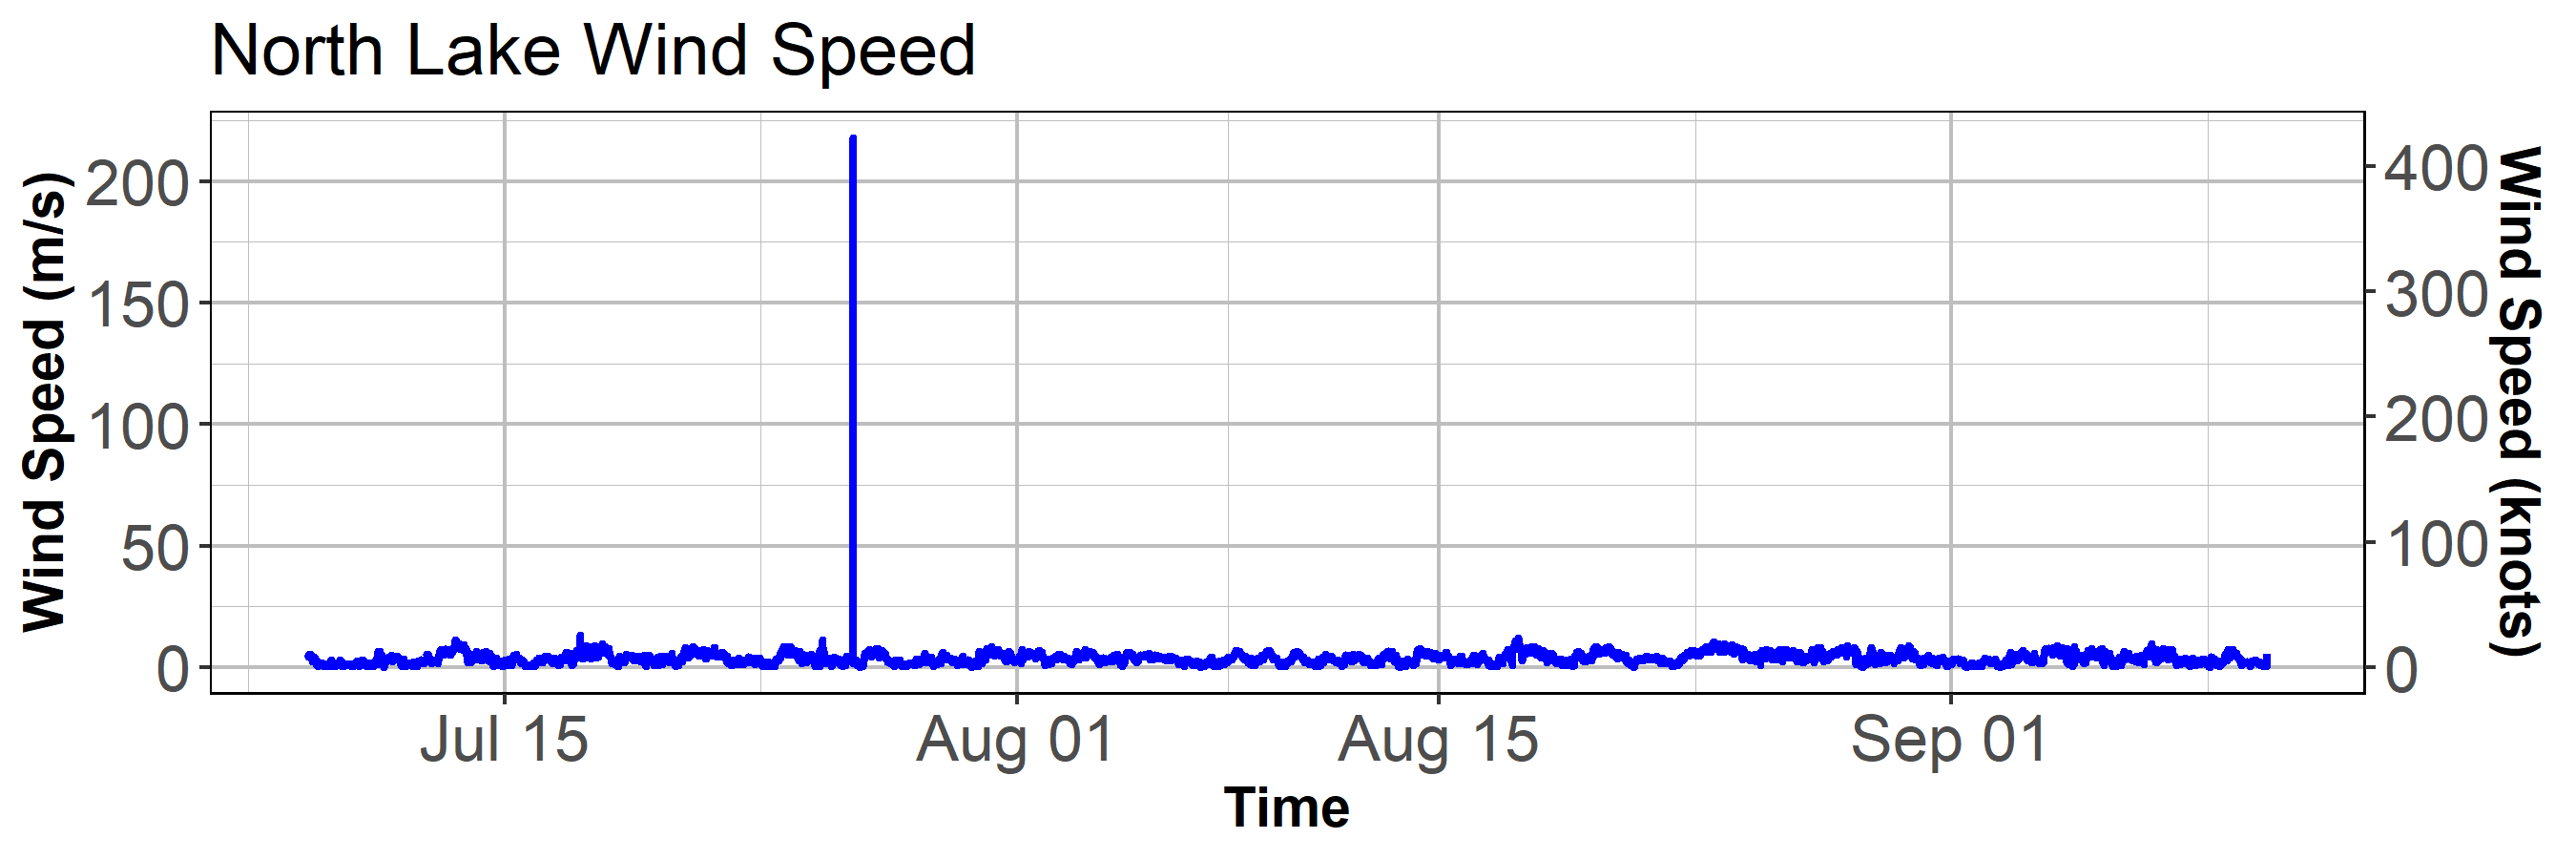 North Lake Wind Speed
Wind Speed (m/s)
200
150
100
50
0
400
300
200
100
0
Wind Speed (knots)
Jul 15 Aug 01 Aug 15 Sep 01
Time